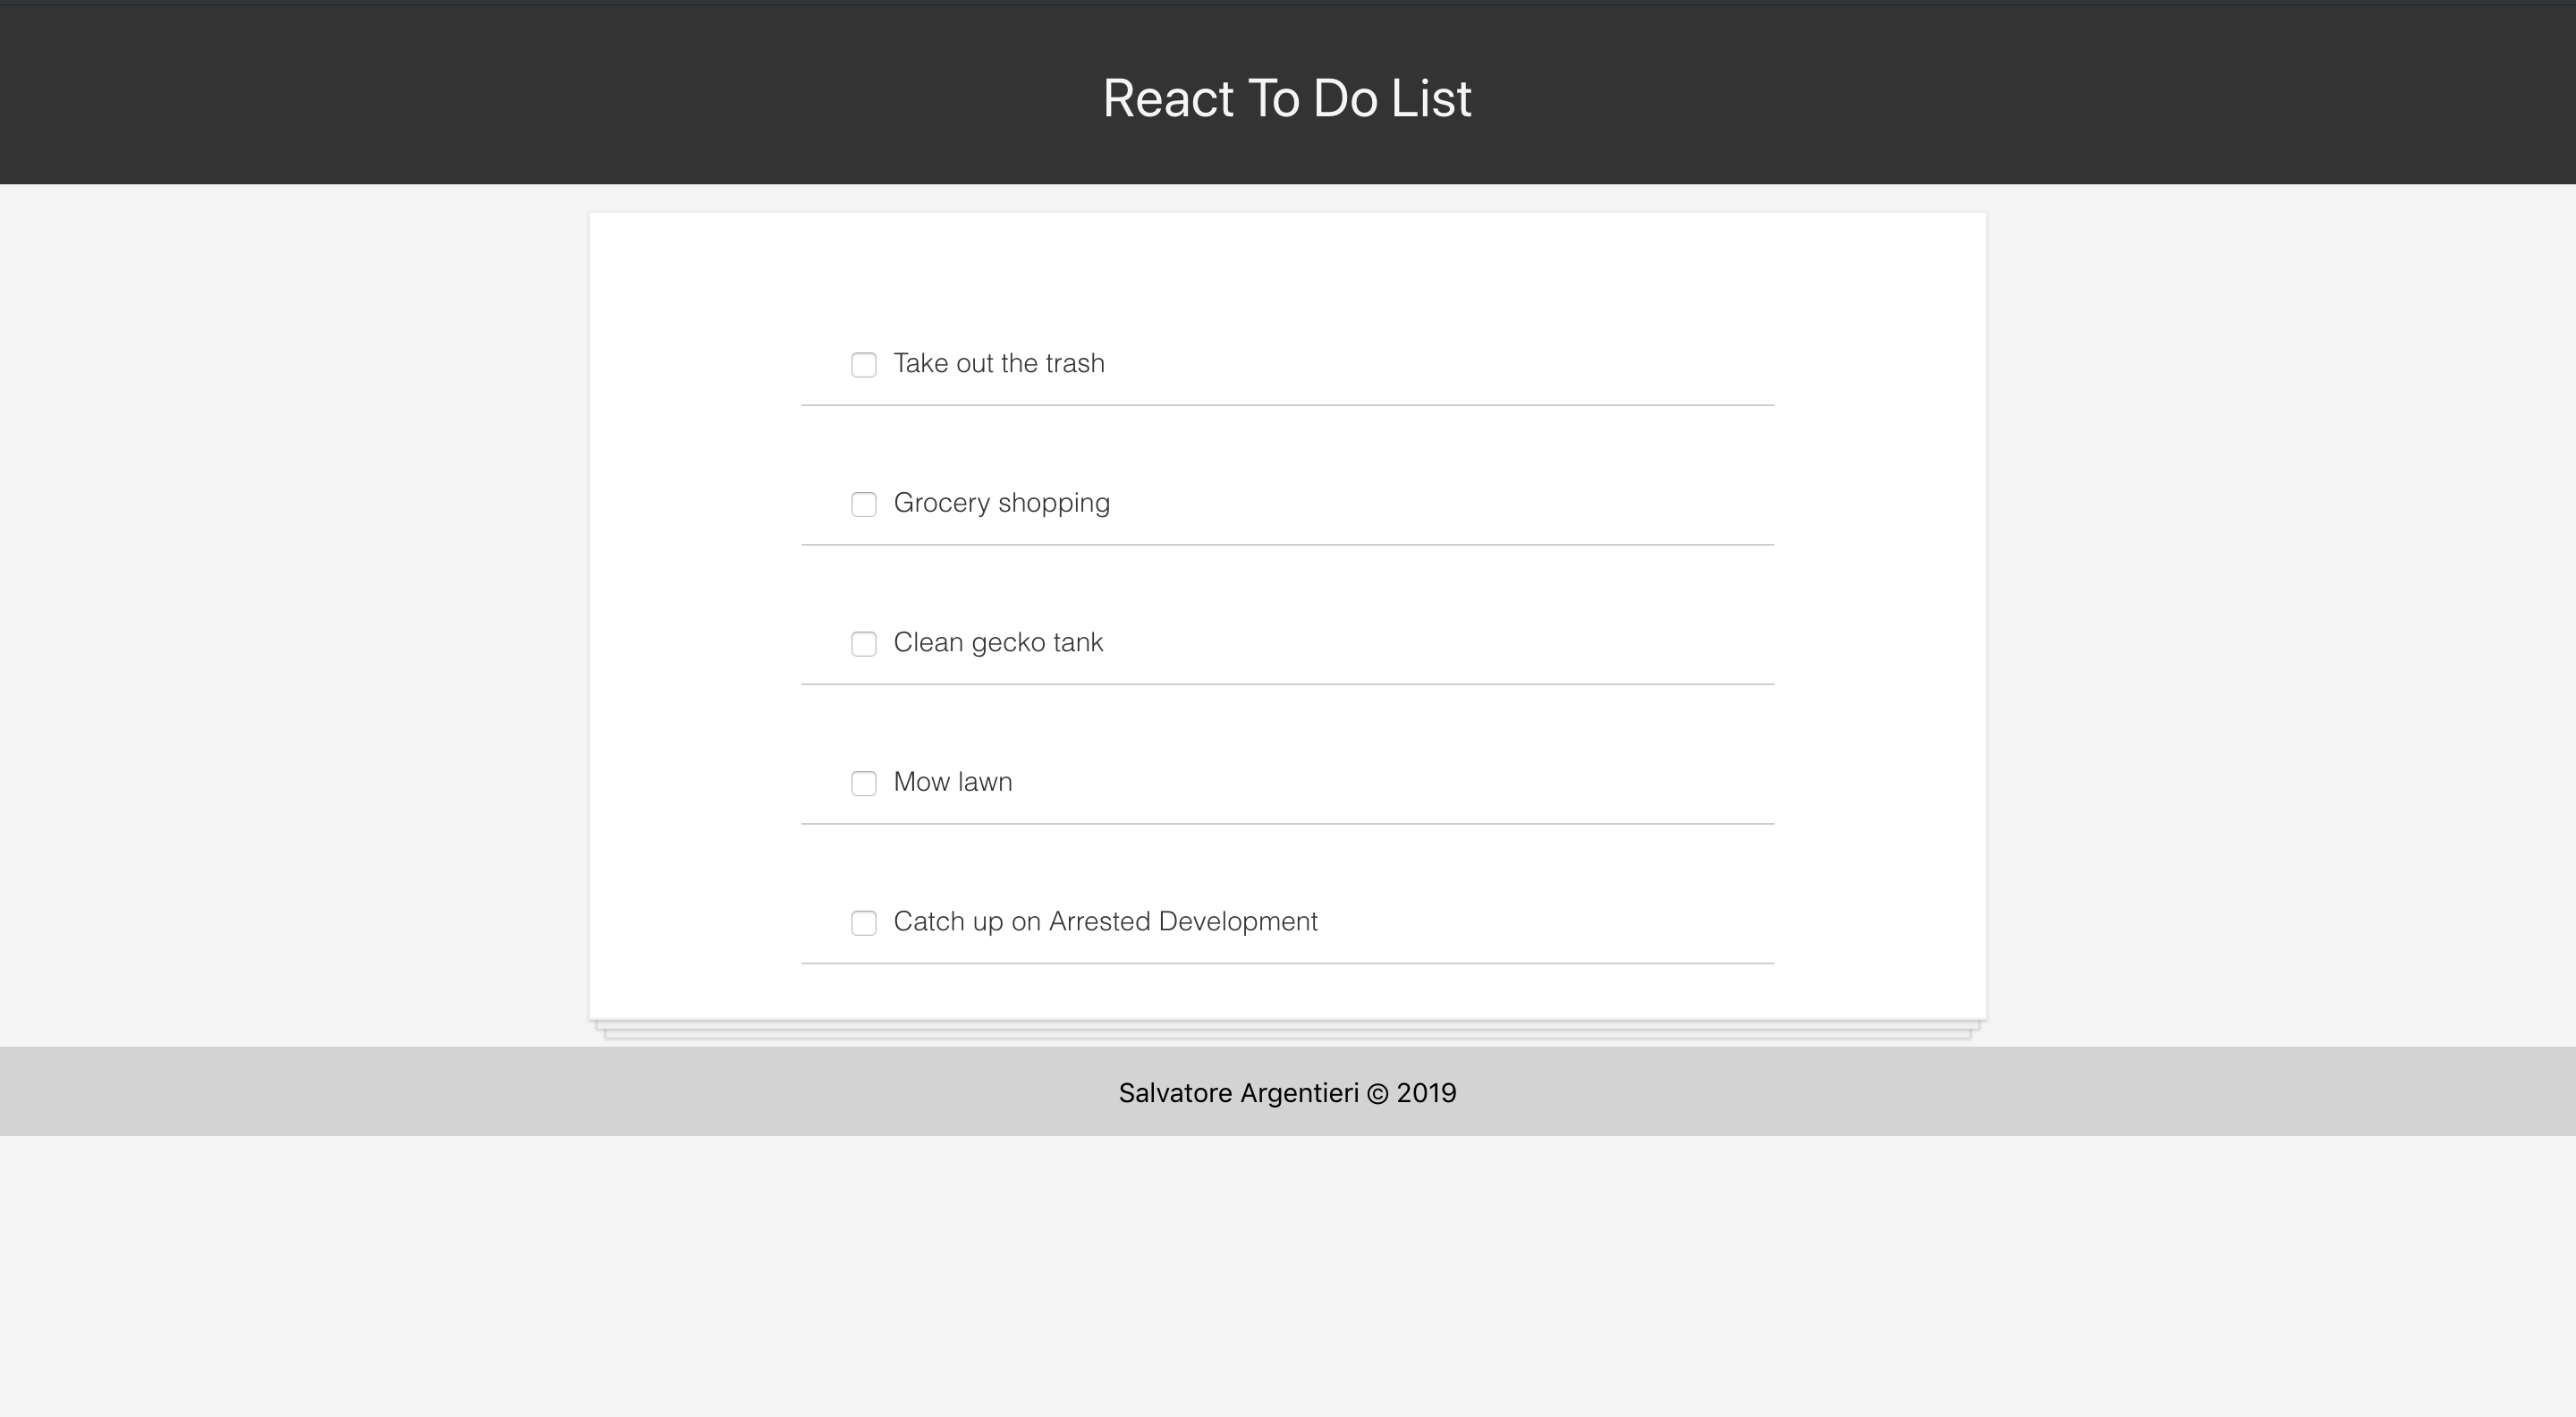 React To Do List
Take out the trash
Grocery shopping
Clean gecko tank
Mow lawn
Catch up on Arrested Development
Salvatore Argentieri © 2019